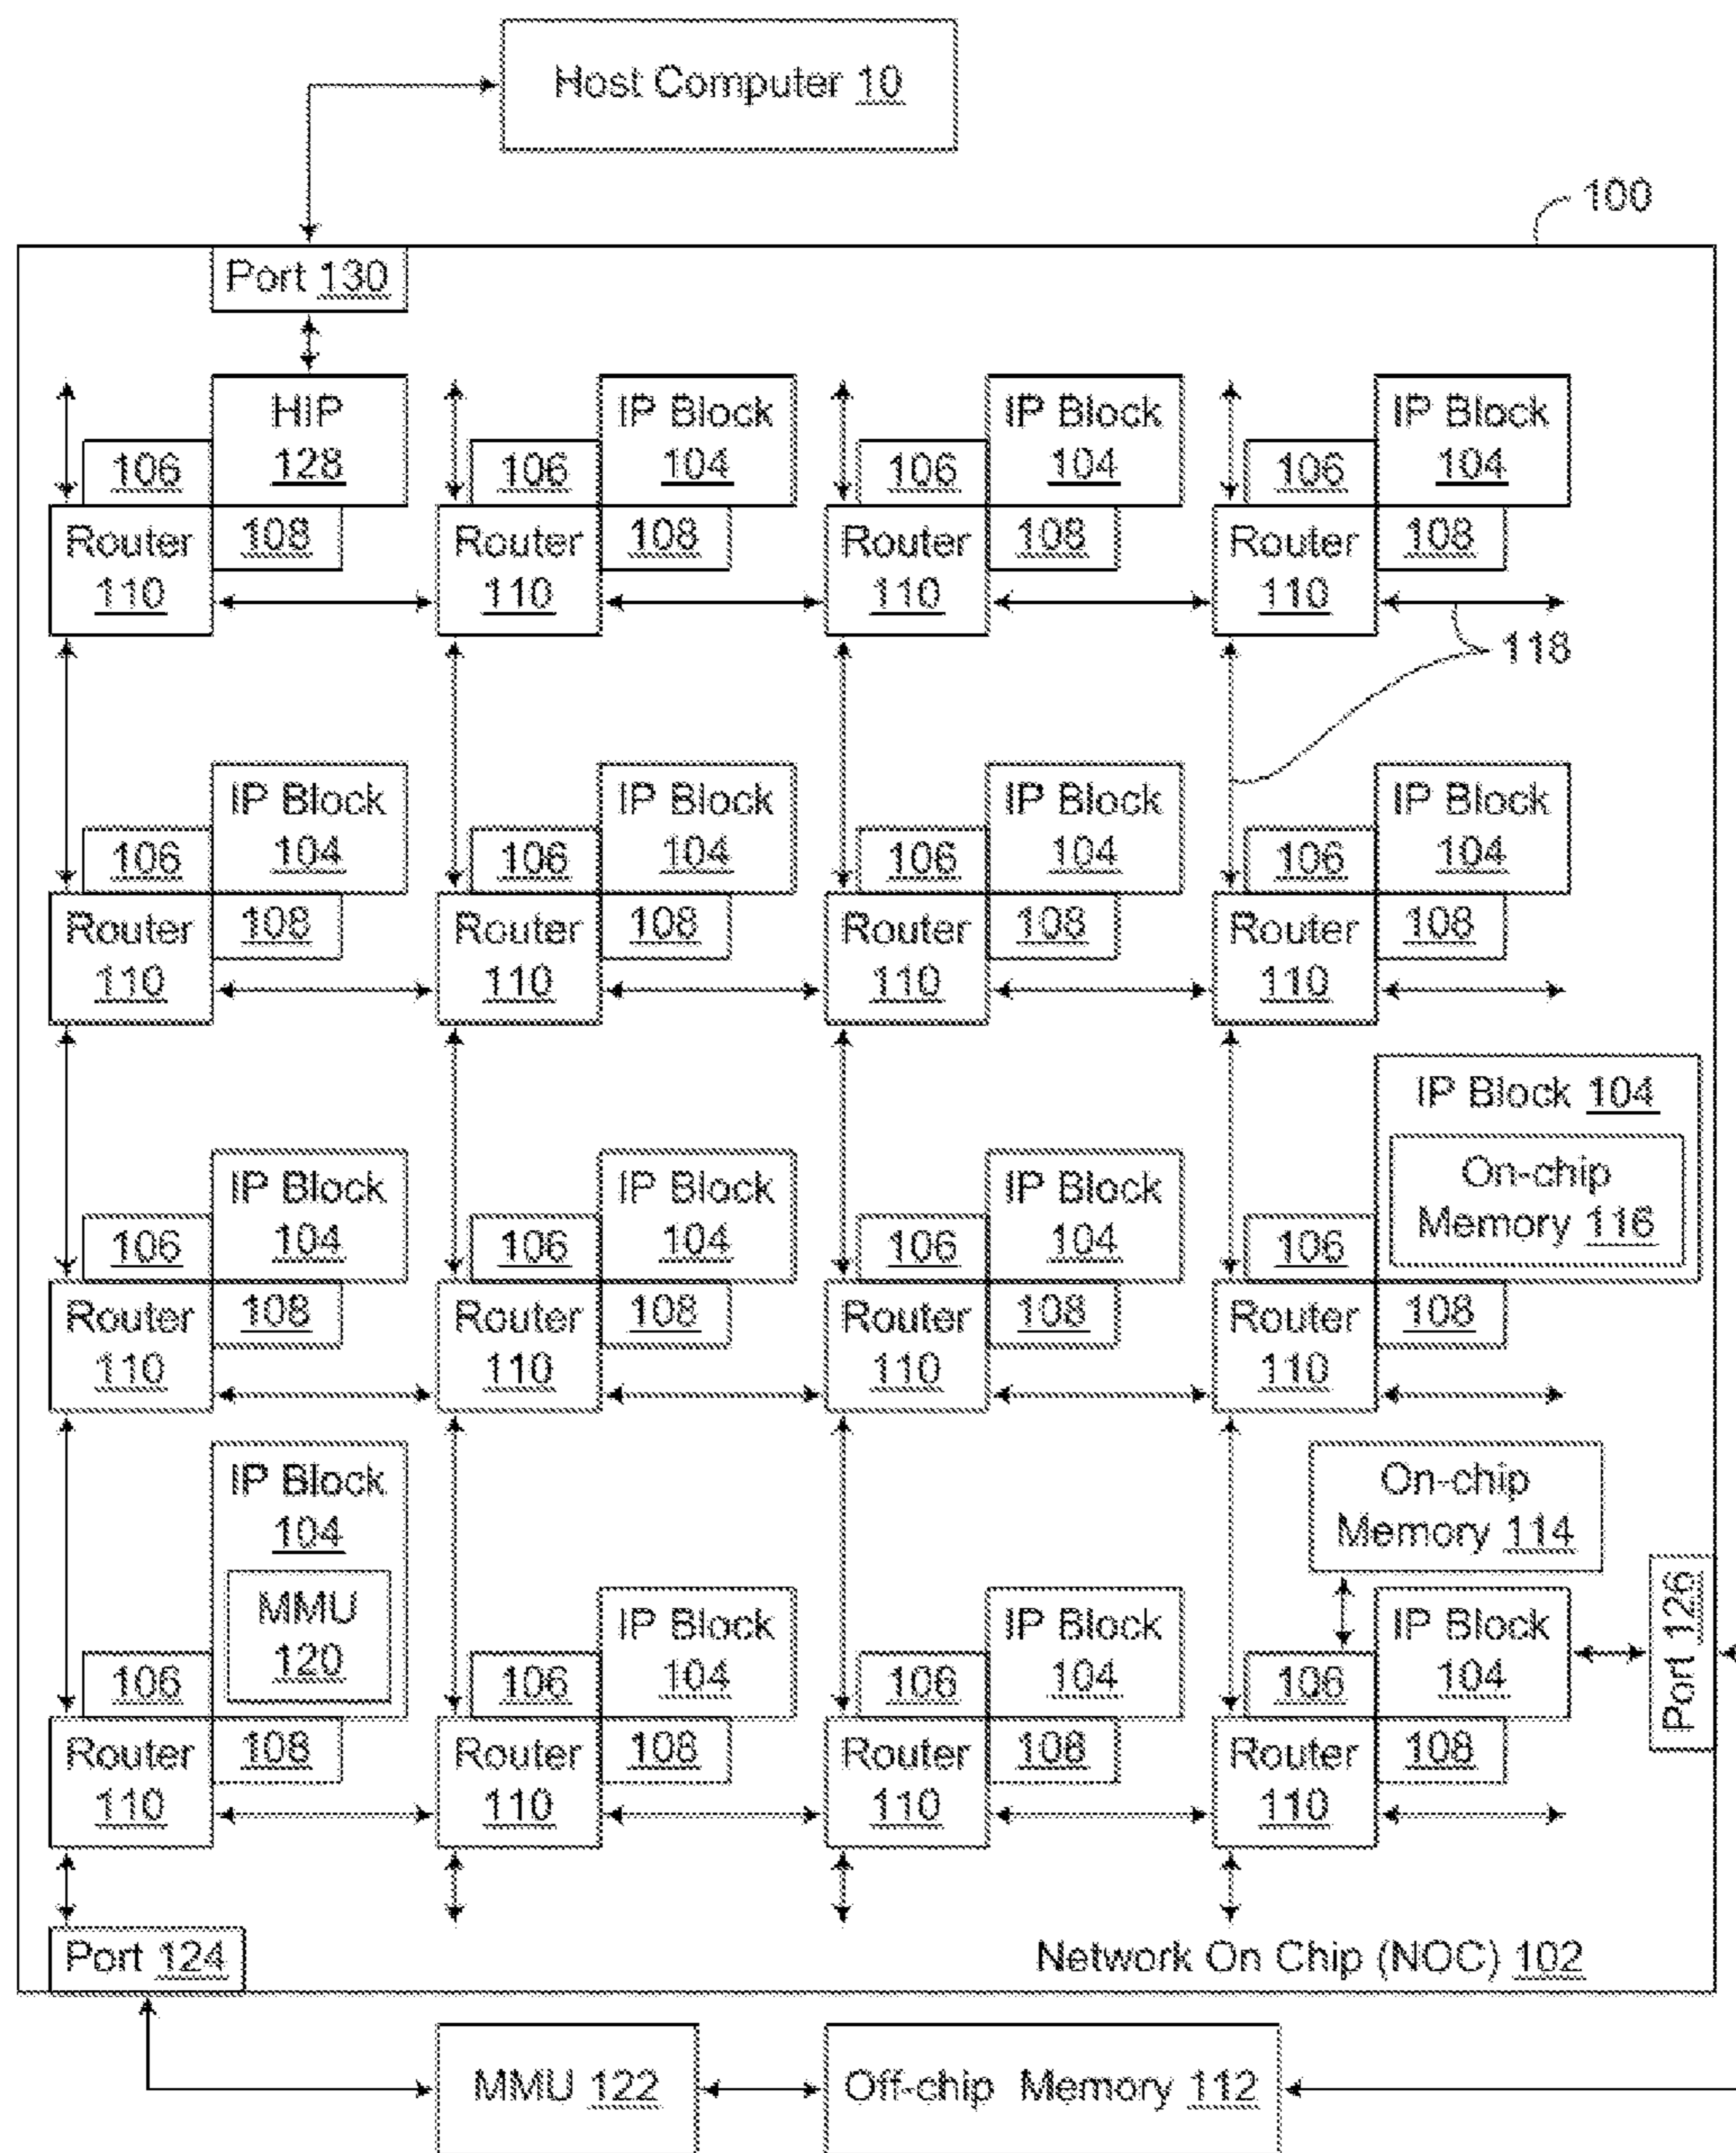 Host Computer 10
100
Port 130
HIP
128
IP Block
104
IP Block
104
IP Block
104
106
106
106
106
Router
110
108
Router
110
108
Router
110
108
Router
110
108
118
IP Block
104
IP Block
104
IP Block
104
IP Block
104
106
106
106
106
Router
110
108
Router
110
108
Router
110
108
Router
110
108
IP Block 104
On-chip
Memory 116
IP Block
104
IP Block
104
IP Block
104
106
106
106
106
Router
110
108
Router
110
108
Router
110
108
Router
110
108
IP Block
104
MMU
120
On-chip
Memory 114
IP Block
104
IP Block
104
IP Block
104
Port 126
106
106
106
106
Router
110
108
Router
110
108
Router
110
108
Router
110
108
Port 124
Network On Chip (NOC) 102
MMU 122
Off-chip Memory 112